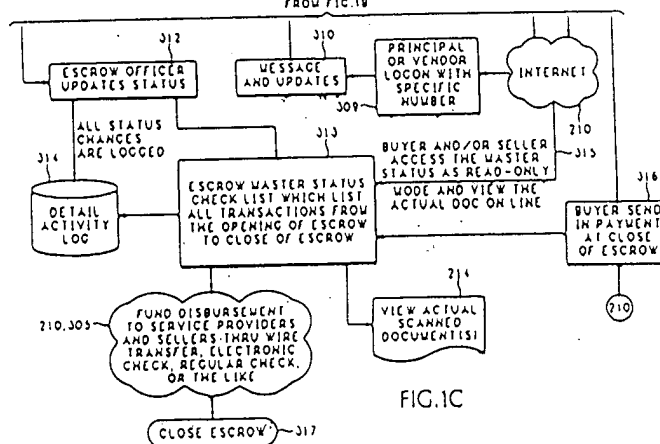 FROM FIG.1B
312
ESCROW OFFICER
UPDATES STATUS
310
MESSAGE
AND UPDATES
PRINCIPAL
OR VENDOR
LOGON WITH
SPECIFIC
NUMBER
309
INTERNET
210
ALL STATUS
CHANGES
ARE LOGGED
314
DETAIL
ACTIVITY
LOG
313
ESCROW MASTER STATUS
CHECK LIST WHICH LIST
ALL TRANSACTIONS FROM
THE OPENING OF ESCROW
TO CLOSE OF ESCROW
BUYER AND/OR SELLER
ACCESS THE MASTER
STATUS AS READ-ONLY
MODE AND VIEW THE
ACTUAL DOC ON LINE
315
316
BUYER SEND
IN PAYMENT
AT CLOSE
OF ESCROW
210
210,305
FUND DISBURSEMENT
TO SERVICE PROVIDERS
AND SELLERS-THRU WIRE
TRANSFER, ELECTRONIC
CHECK, REGULAR CHECK,
OR THE LIKE
214
VIEW ACTUAL
SCANNED
DOCUMENT(S)
CLOSE ESCROW
317
FIG.1C